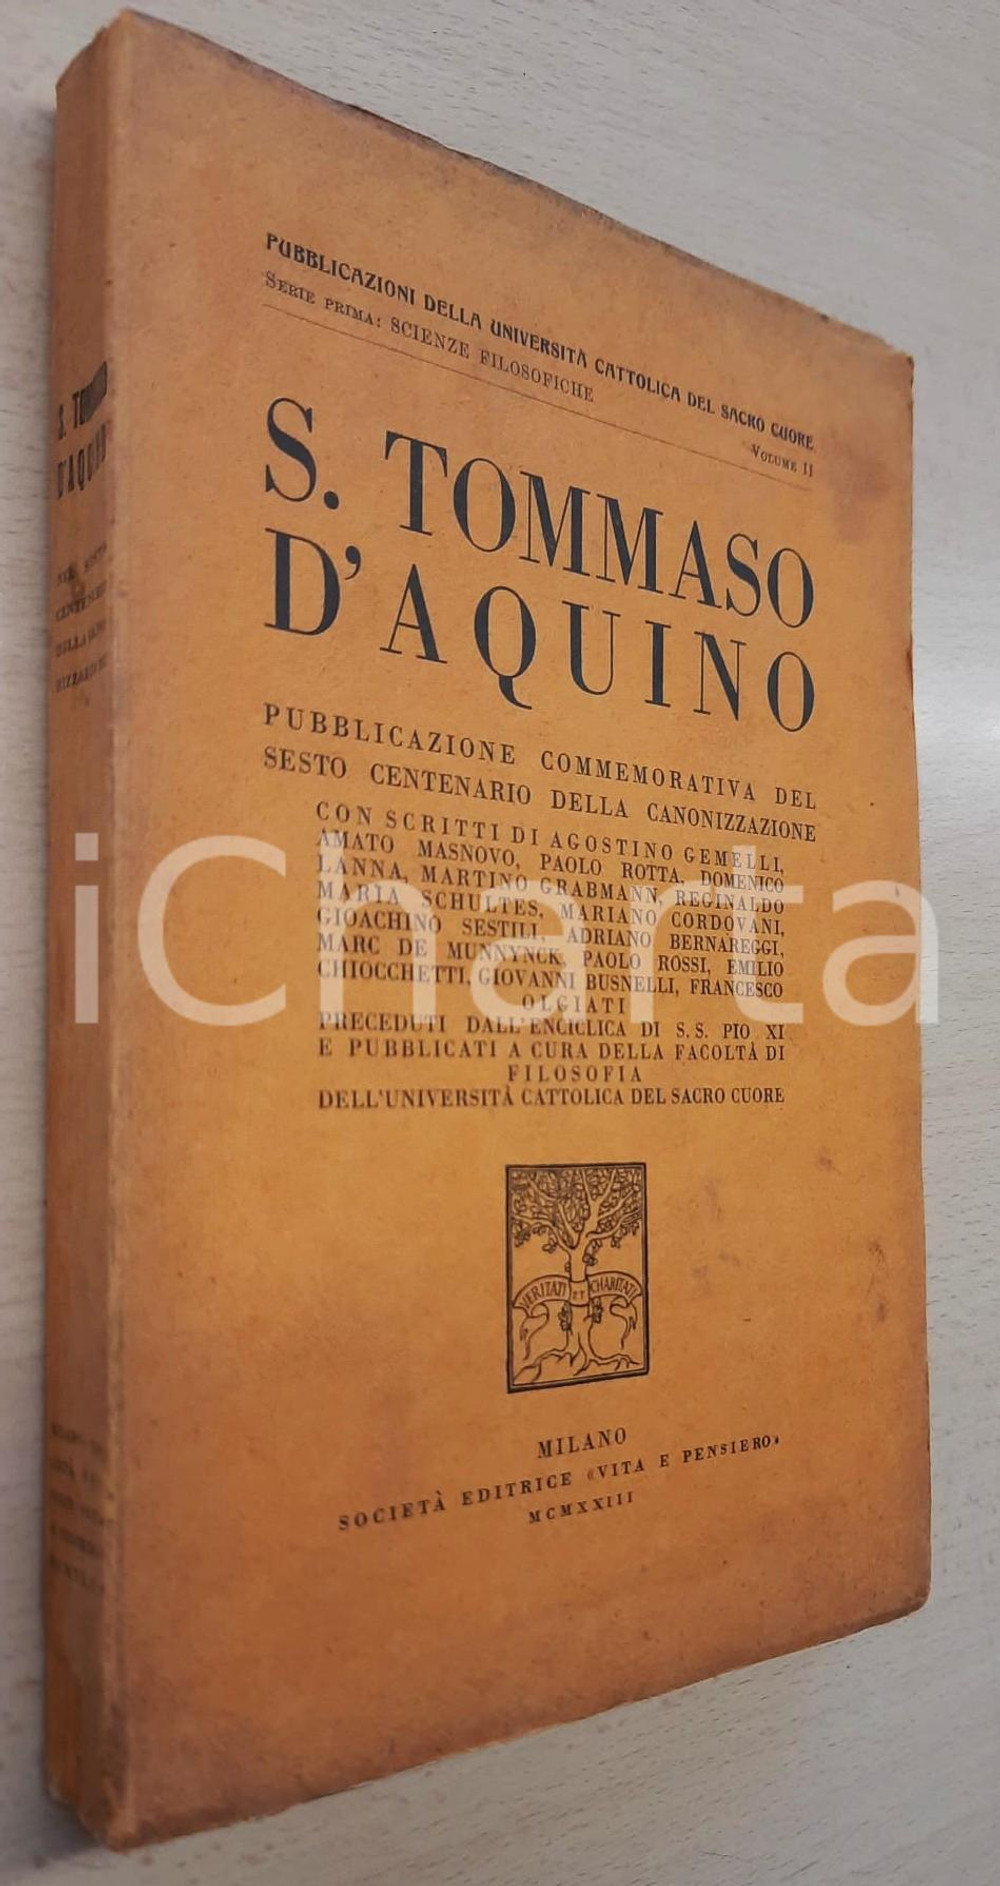 PUBBLICAZIONI DELLA UNIVERSITÀ CATTOLICA DEL SACRO CUORE
SERIE PRIMA: SCIENZE FILOSOFICHE
VOLUME II
S. TOMMASO
D'AQUINO
PUBBLICAZIONE COMMEMORATIVA DEL
SESTO CENTENARIO DELLA CANONIZZAZIONE
CON SCRITTI DI AGOSTINO GEMELLI,
AMATO MASNOVO, PAOLO ROTTA, DOMENICO
LANNA, MARTINO GRABMANN, REGINALDO
MARIA SCHULTES, MARIANO CORDOVANI,
GIOACHINO SESTILI, ADRIANO BERNAREGGI,
MARC DE MUNNYNCK, PAOLO ROSSI, EMILIO
CHIOCCHETTI, GIOVANNI BUSNELLI, FRANCESCO
OLGIATI
PRECEDUTI DALL'ENCICLICA DI S. S. PIO XI
E PUBBLICATI A CURA DELLA FACOLTÀ DI
FILOSOFIA
DELL'UNIVERSITÀ CATTOLICA DEL SACRO CUORE
VERITATI ET CHARITATI
MILANO
SOCIETÀ EDITRICE «VITA E PENSIERO»
MCMXXIII
S. TOMMASO
D'AQUINO
NEL SESTO
CENTENARIO
DELLA
iCharta